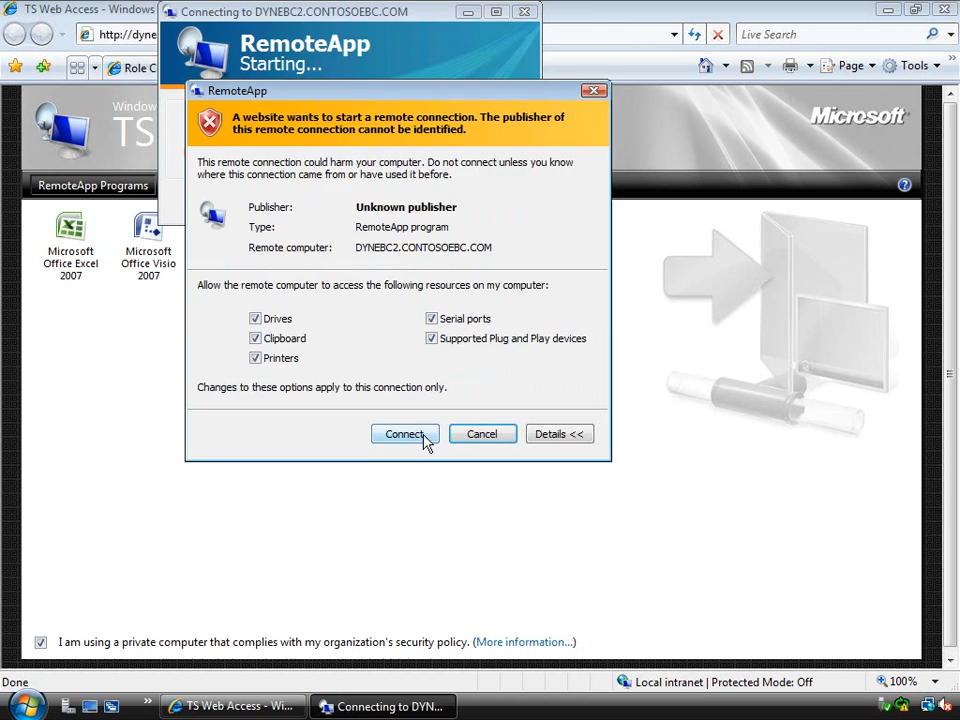 TS Web Access - Windows
Connecting to DYNEBC2.CONTOSOEBC.COM
http://dyne
Live Search
Role C
Page
Tools
RemoteApp
Starting...
RemoteApp
A website wants to start a remote connection. The publisher of
this remote connection cannot be identified.
This remote connection could harm your computer. Do not connect unless you know
where this connection came from or have used it before.
Publisher: Unknown publisher
Type: RemoteApp program
Remote computer: DYNEBC2.CONTOSOEBC.COM
Allow the remote computer to access the following resources on my computer:
Drives
Serial ports
Clipboard
Supported Plug and Play devices
Printers
Changes to these options apply to this connection only.
Connect
Cancel
Details <<
Window
TS
Microsoft
RemoteApp Programs
Microsoft
Office Excel
2007
Microsoft
Office Visio
2007
I am using a private computer that complies with my organization's security policy. (More information...)
Done
Local intranet | Protected Mode: Off
100%
TS Web Access - Wi...
Connecting to DYN...